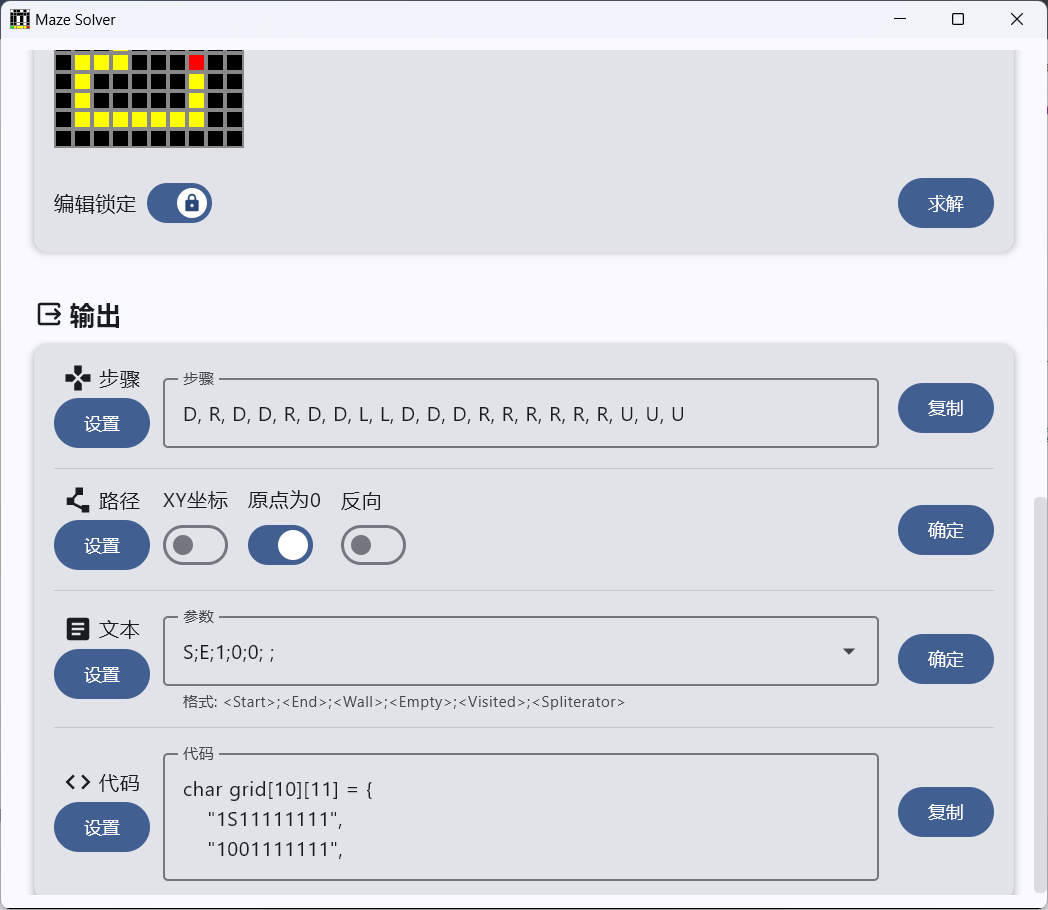 Maze Solver
编辑锁定
求解
输出
步骤
设置
步骤
D, R, D, D, R, D, D, L, L, D, D, D, R, R, R, R, R, R, U, U, U
复制
路径
设置
XY坐标 原点为0 反向
确定
文本
设置
参数
S;E;1;0;0; ;
格式: <Start>;<End>;<Wall>;<Empty>;<Visited>;<Spliterator>
确定
代码
设置
代码
char grid[10][11] = {
"1S11111111",
"1001111111",
复制